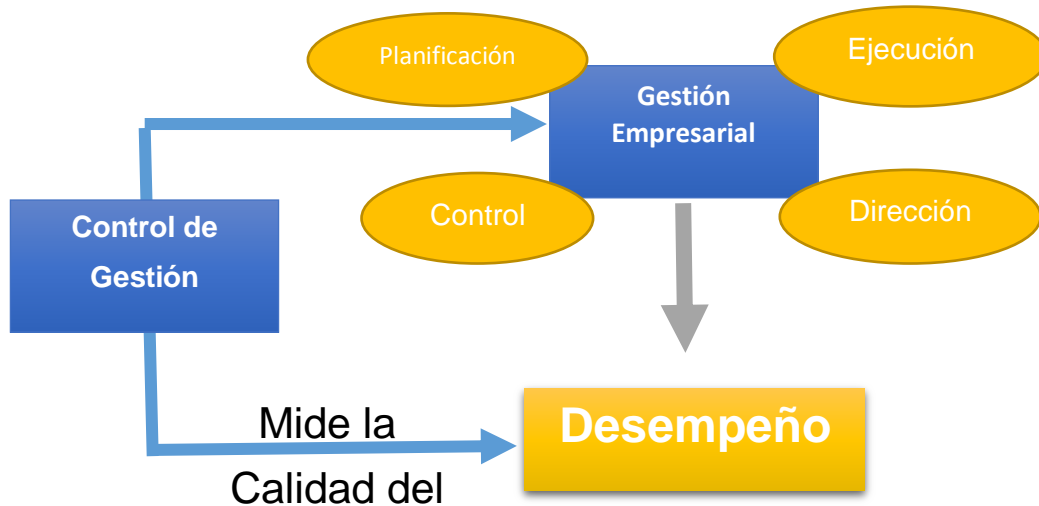 Planificación
Ejecución
Gestión
Empresarial
Control
Dirección
Control de
Gestión
Mide la
Calidad del
Desempeño